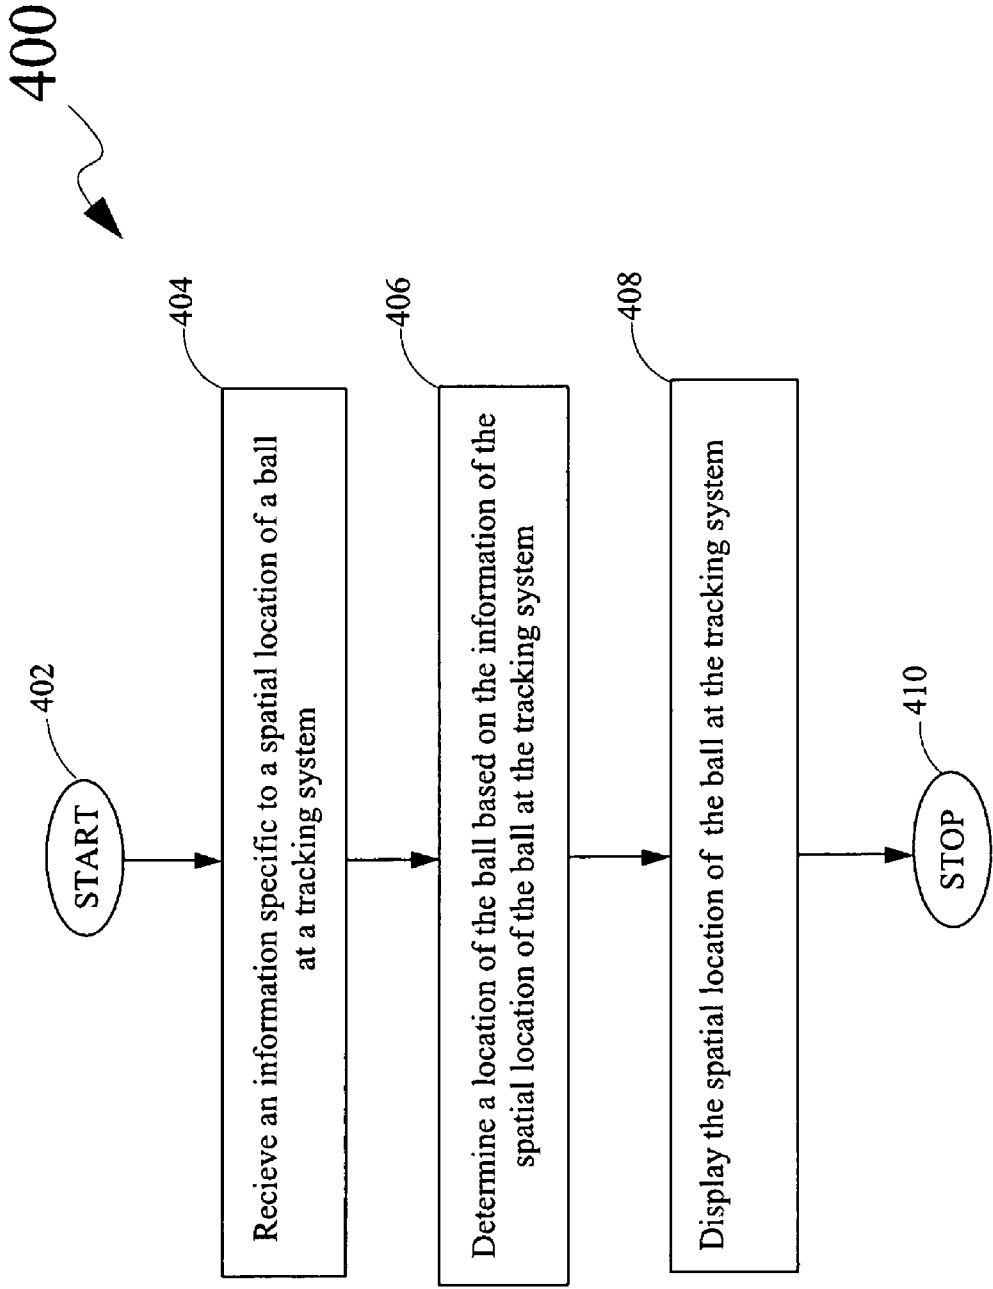 400
402
START
404
Recieve an information specific to a spatial location of a ball
at a tracking system
406
Determine a location of the ball based on the information of the
spatial location of the ball at the tracking system
408
Display the spatial location of the ball at the tracking system
410
STOP